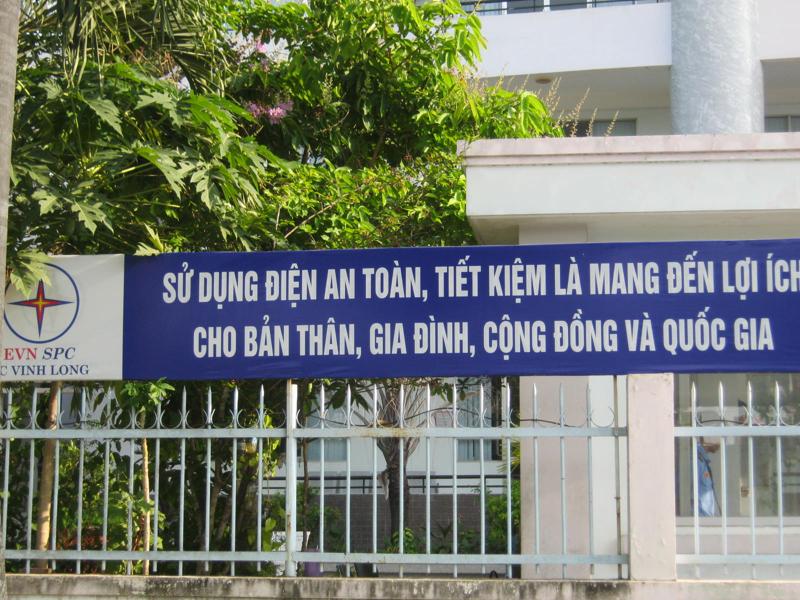 SỬ DỤNG ĐIỆN AN TOÀN, TIẾT KIỆM LÀ MANG ĐẾN LỢI ÍCH
CHO BẢN THÂN, GIA ĐÌNH, CỘNG ĐỒNG VÀ QUỐC GIA
EVN SPC
C VINH LONG